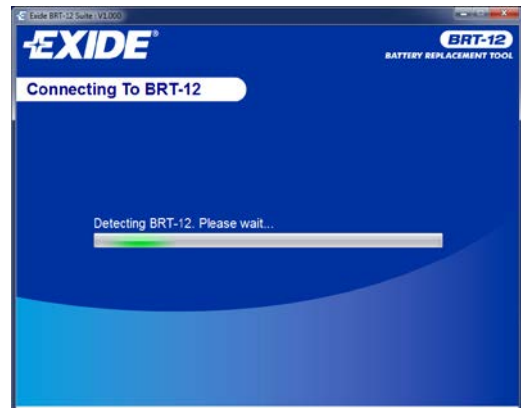 Exide BRT-12 Suite : V1.000
EXIDE®
BRT-12
BATTERY REPLACEMENT TOOL
Connecting To BRT-12
Detecting BRT-12. Please wait...